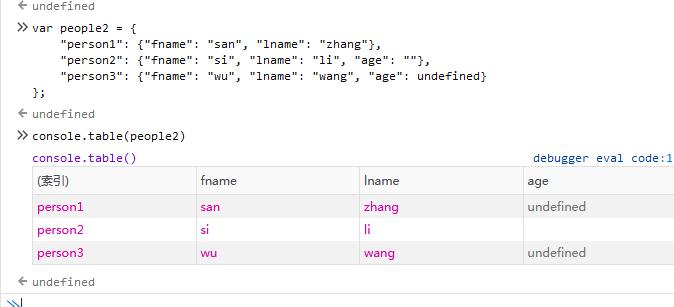 undefined
var people2 = {
"person1": {"fname": "san", "lname": "zhang"},
"person2": {"fname": "si", "lname": "li", "age": ""},
"person3": {"fname": "wu", "lname": "wang", "age": undefined}
};
undefined
console.table(people2)
console.table() debugger eval code:1
(索引) fname lname age
person1 san zhang undefined
person2 si li
person3 wu wang undefined
undefined